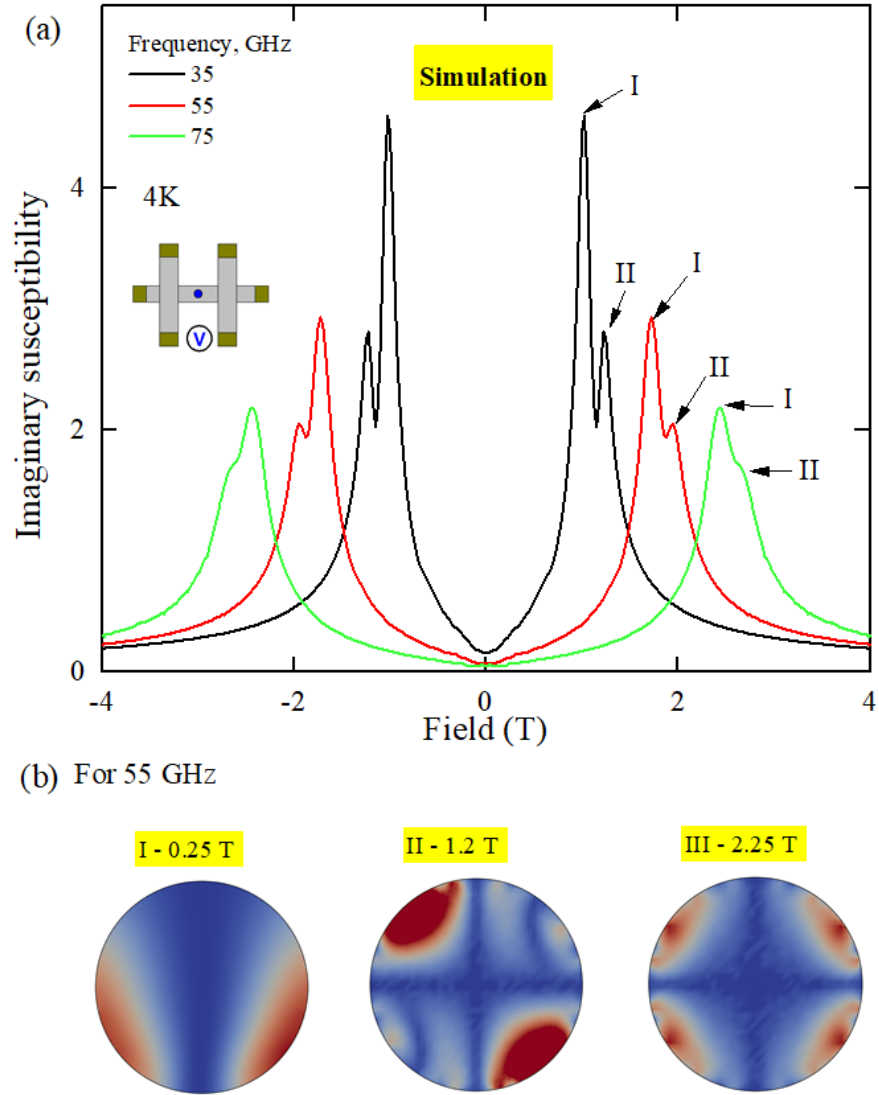 (a)
Frequency, GHz
35
55
75
Simulation
4K
V
I
II
I
II
I
II
Imaginary susceptibility
4
2
0
-4 -2 0 2 4
Field (T)
(b) For 55 GHz
I - 0.25 T II - 1.2 T III - 2.25 T